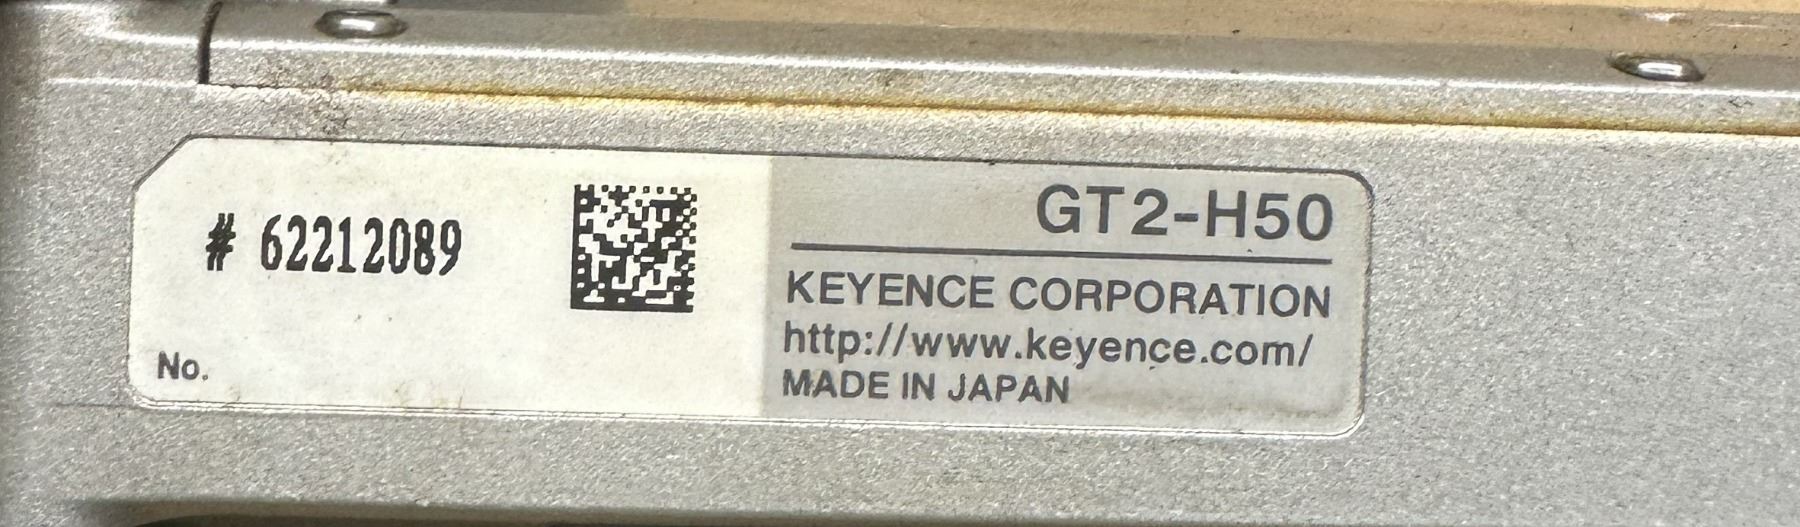 # 62212089
No.
GT2-H50
KEYENCE CORPORATION
http://www.keyence.com/
MADE IN JAPAN